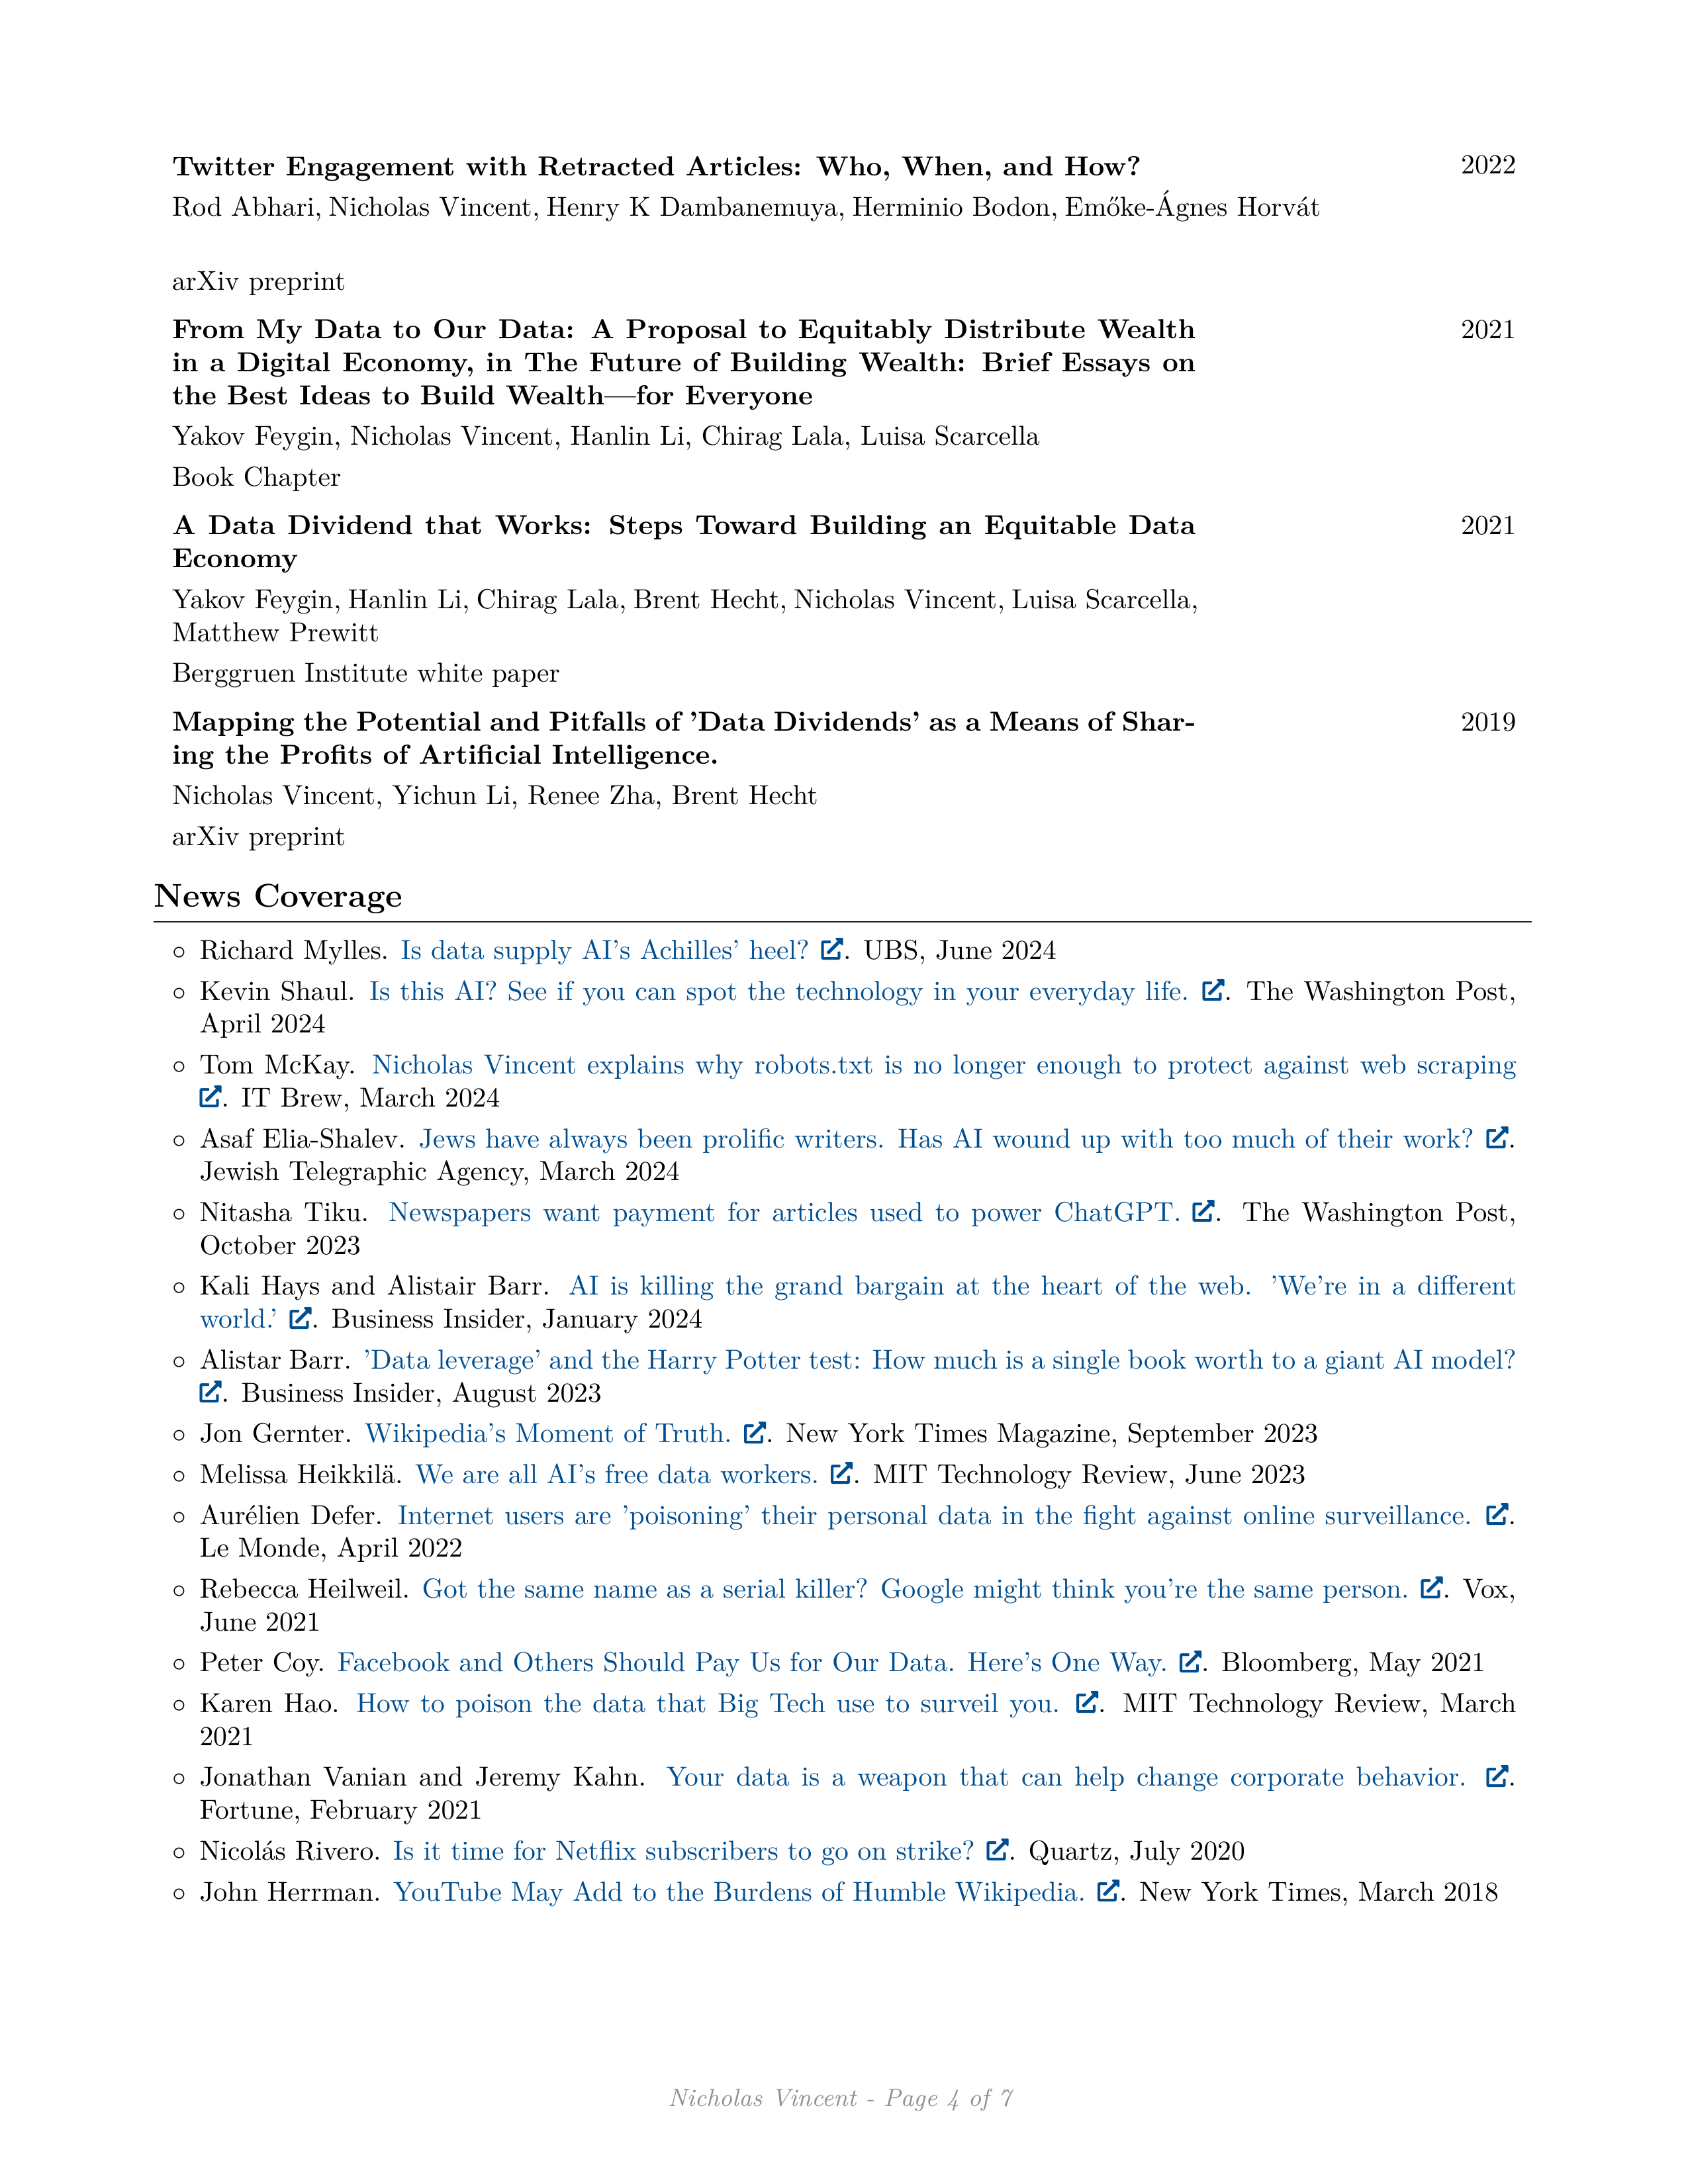 Twitter Engagement with Retracted Articles: Who, When, and How? 2022
Rod Abhari, Nicholas Vincent, Henry K Dambanemuya, Herminio Bodon, Emőke-Ágnes Horvát
arXiv preprint
From My Data to Our Data: A Proposal to Equitably Distribute Wealth 2021
in a Digital Economy, in The Future of Building Wealth: Brief Essays on
the Best Ideas to Build Wealth—for Everyone
Yakov Feygin, Nicholas Vincent, Hanlin Li, Chirag Lala, Luisa Scarcella
Book Chapter
A Data Dividend that Works: Steps Toward Building an Equitable Data 2021
Economy
Yakov Feygin, Hanlin Li, Chirag Lala, Brent Hecht, Nicholas Vincent, Luisa Scarcella,
Matthew Prewitt
Berggruen Institute white paper
Mapping the Potential and Pitfalls of 'Data Dividends' as a Means of Shar- 2019
ing the Profits of Artificial Intelligence.
Nicholas Vincent, Yichun Li, Renee Zha, Brent Hecht
arXiv preprint
News Coverage
◦ Richard Mylles. Is data supply AI's Achilles' heel? . UBS, June 2024
◦ Kevin Shaul. Is this AI? See if you can spot the technology in your everyday life. . The Washington Post,
April 2024
◦ Tom McKay. Nicholas Vincent explains why robots.txt is no longer enough to protect against web scraping
. IT Brew, March 2024
◦ Asaf Elia-Shalev. Jews have always been prolific writers. Has AI wound up with too much of their work? .
Jewish Telegraphic Agency, March 2024
◦ Nitasha Tiku. Newspapers want payment for articles used to power ChatGPT. . The Washington Post,
October 2023
◦ Kali Hays and Alistair Barr. AI is killing the grand bargain at the heart of the web. 'We're in a different
world.' . Business Insider, January 2024
◦ Alistar Barr. 'Data leverage' and the Harry Potter test: How much is a single book worth to a giant AI model?
. Business Insider, August 2023
◦ Jon Gernter. Wikipedia's Moment of Truth. . New York Times Magazine, September 2023
◦ Melissa Heikkilä. We are all AI's free data workers. . MIT Technology Review, June 2023
◦ Aurélien Defer. Internet users are 'poisoning' their personal data in the fight against online surveillance. .
Le Monde, April 2022
◦ Rebecca Heilweil. Got the same name as a serial killer? Google might think you're the same person. . Vox,
June 2021
◦ Peter Coy. Facebook and Others Should Pay Us for Our Data. Here's One Way. . Bloomberg, May 2021
◦ Karen Hao. How to poison the data that Big Tech use to surveil you. . MIT Technology Review, March
2021
◦ Jonathan Vanian and Jeremy Kahn. Your data is a weapon that can help change corporate behavior. .
Fortune, February 2021
◦ Nicolás Rivero. Is it time for Netflix subscribers to go on strike? . Quartz, July 2020
◦ John Herrman. YouTube May Add to the Burdens of Humble Wikipedia. . New York Times, March 2018
Nicholas Vincent - Page 4 of 7